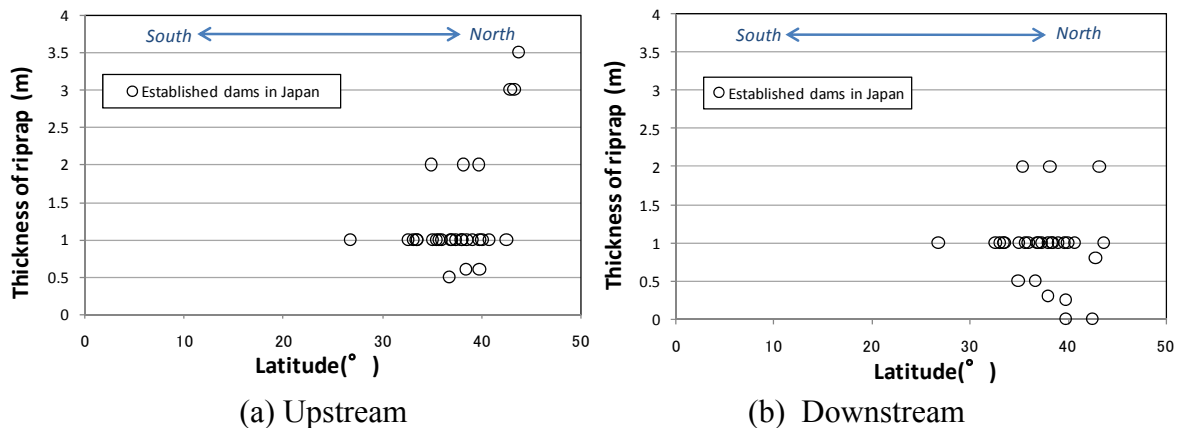 4
3.5
3
2.5
2
1.5
1
0.5
0
Thickness of riprap (m)
South North
Established dams in Japan
0 10 20 30 40 50
Latitude(° )
(a) Upstream
4
3.5
3
2.5
2
1.5
1
0.5
0
Thickness of riprap (m)
South North
Established dams in Japan
0 10 20 30 40 50
Latitude(° )
(b) Downstream